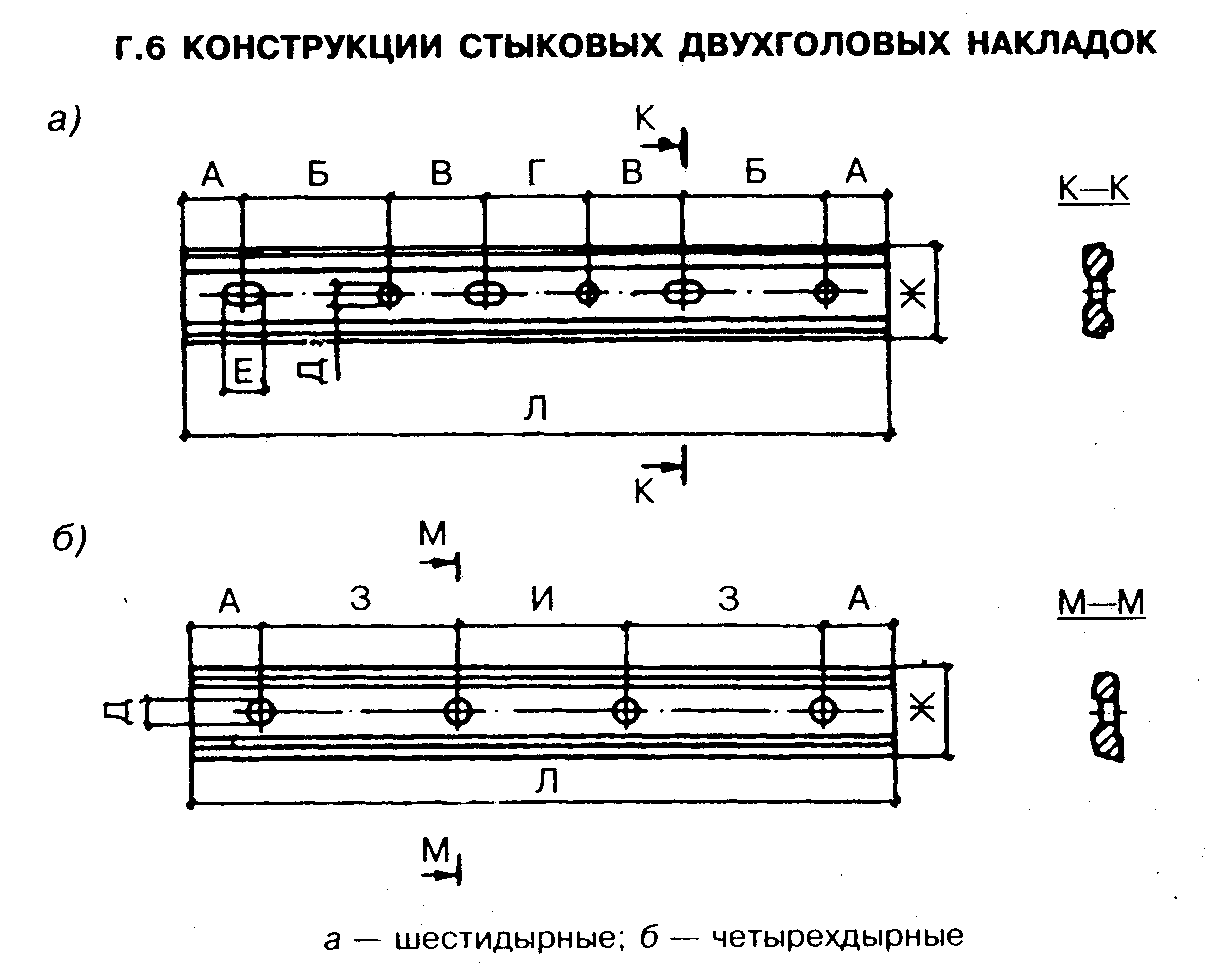 Г.6 КОНСТРУКЦИИ СТЫКОВЫХ ДВУХГОЛОВЫХ НАКЛАДОК
а)
К
А Б В Г В Б А
К—К
Ж
Е Д
Л
К
б)
М
А З И З А
М—М
Д Ж
Л
М
а — шестидырные; б — четырехдырные